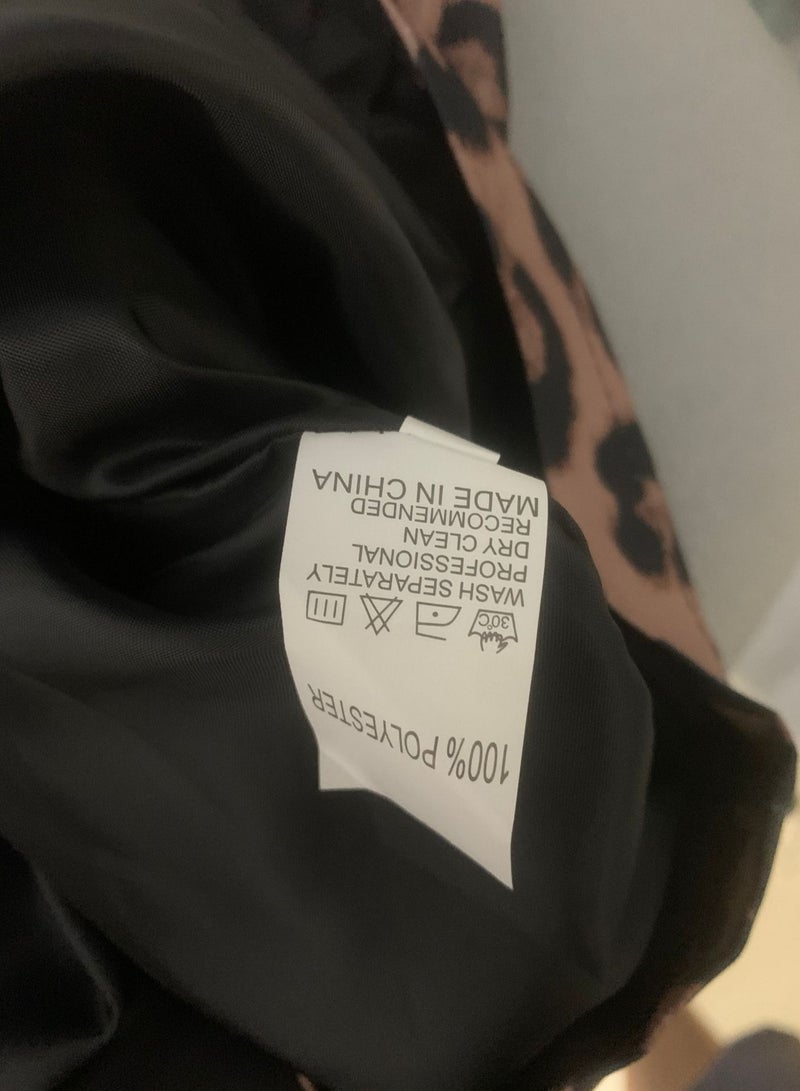 100% POLYESTER
30°C
WASH SEPARATELY
PROFESSIONAL
DRY CLEAN
RECOMMENDED
MADE IN CHINA